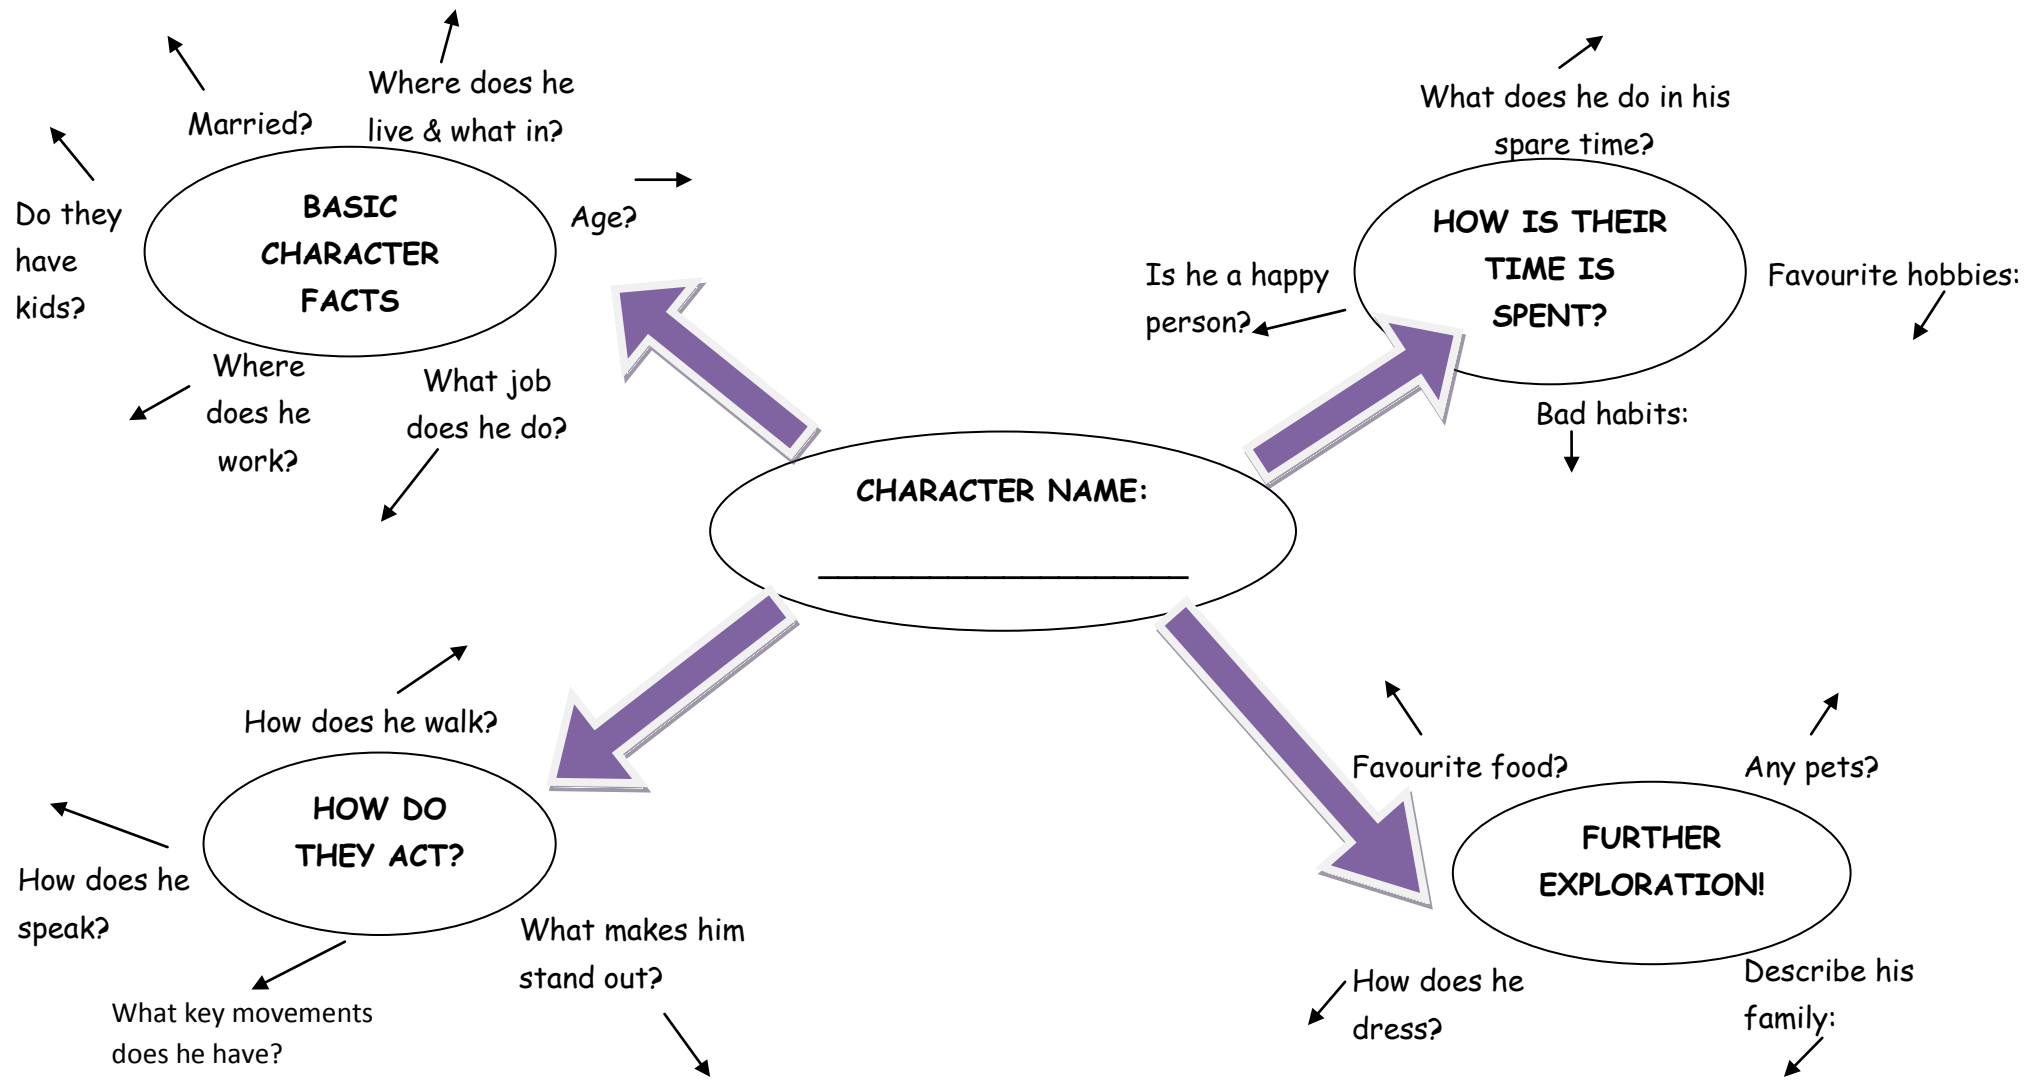 Where does he
live & what in?
Married?
Do they
have
kids?
BASIC
CHARACTER
FACTS
Age?
Where
does he
work?
What job
does he do?
What does he do in his
spare time?
HOW IS THEIR
TIME IS
SPENT?
Is he a happy
person?
Favourite hobbies:
Bad habits:
CHARACTER NAME:
How does he walk?
HOW DO
THEY ACT?
How does he
speak?
What makes him
stand out?
What key movements
does he have?
Favourite food?
Any pets?
FURTHER
EXPLORATION!
How does he
dress?
Describe his
family: